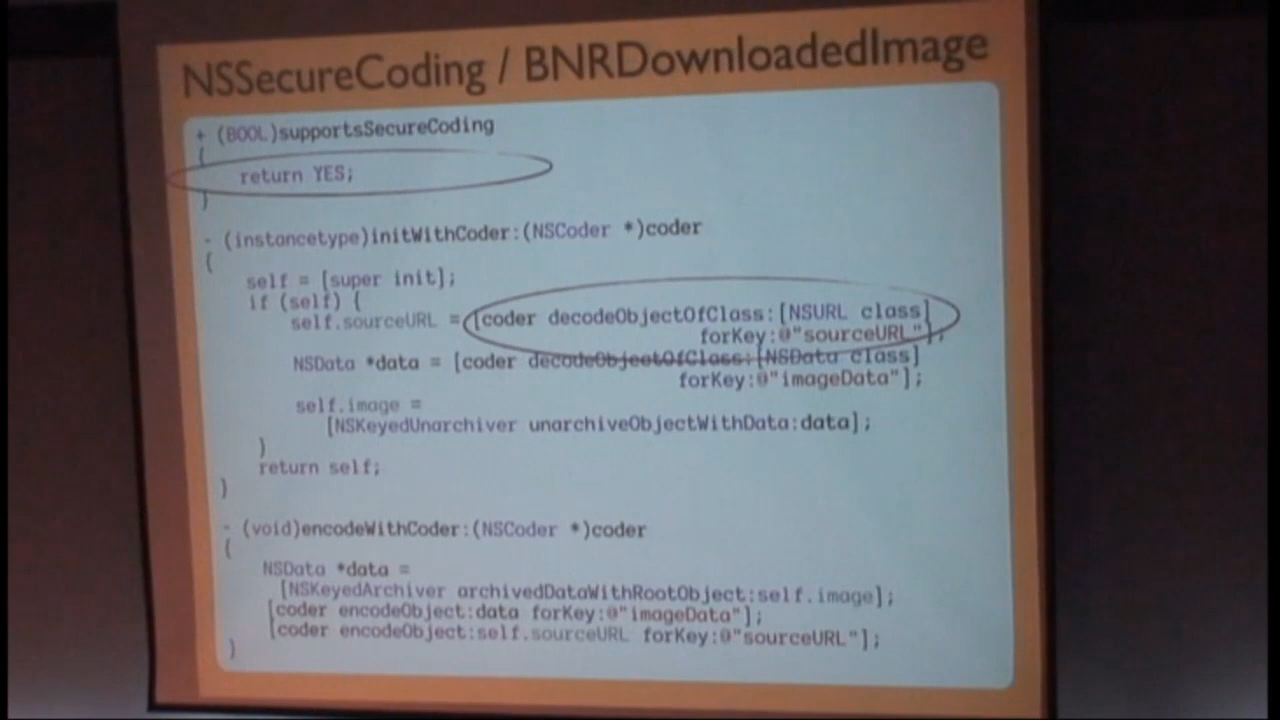 NSSecureCoding / BNRDownloadedImage
+ (BOOL)supportsSecureCoding
{
return YES;
}
- (instancetype)initWithCoder:(NSCoder *)coder
{
self = [super init];
if (self) {
self.sourceURL = [coder decodeObjectOfClass:[NSURL class]
forKey:@"sourceURL"];
NSData *data = [coder decodeObjectOfClass:[NSData class]
forKey:@"imageData"];
self.image =
[NSKeyedUnarchiver unarchiveObjectWithData:data];
}
return self;
}
- (void)encodeWithCoder:(NSCoder *)coder
{
NSData *data =
[NSKeyedArchiver archivedDataWithRootObject:self.image];
[coder encodeObject:data forKey:@"imageData"];
[coder encodeObject:self.sourceURL forKey:@"sourceURL"];
}